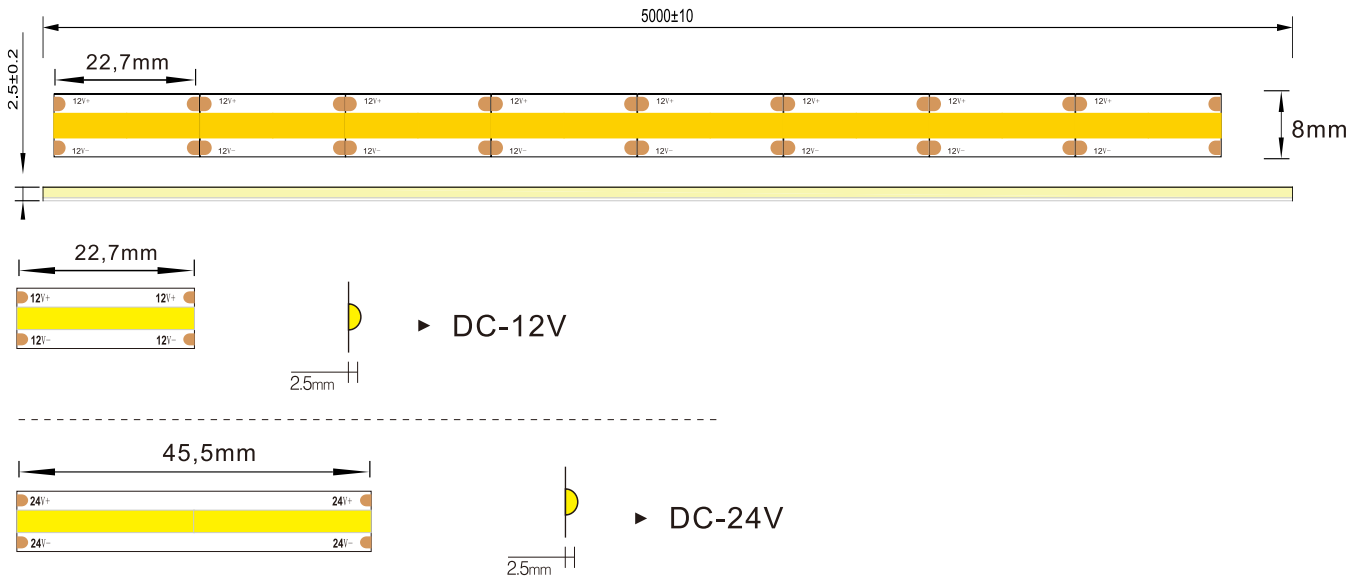 5000±10
2.5±0.2
22,7mm
12V+ 12V+ 12V+ 12V+ 12V+ 12V+ 12V+ 12V+
8mm
12V- 12V- 12V- 12V- 12V- 12V- 12V- 12V-
22,7mm
12V+ 12V+
DC-12V
12V- 12V-
2.5mm
45,5mm
24V+ 24V+
DC-24V
24V- 24V-
2.5mm